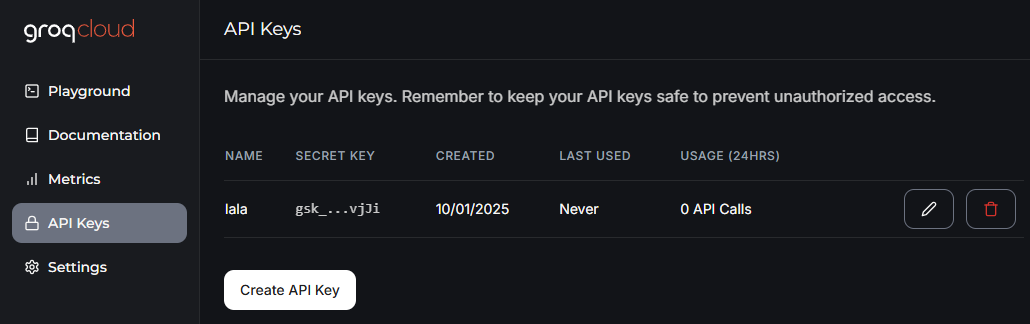 groqcloud
Playground
Documentation
Metrics
API Keys
Settings
API Keys
Manage your API keys. Remember to keep your API keys safe to prevent unauthorized access.
NAME SECRET KEY CREATED LAST USED USAGE (24HRS)
lala gsk_...vjJi 10/01/2025 Never 0 API Calls
Create API Key